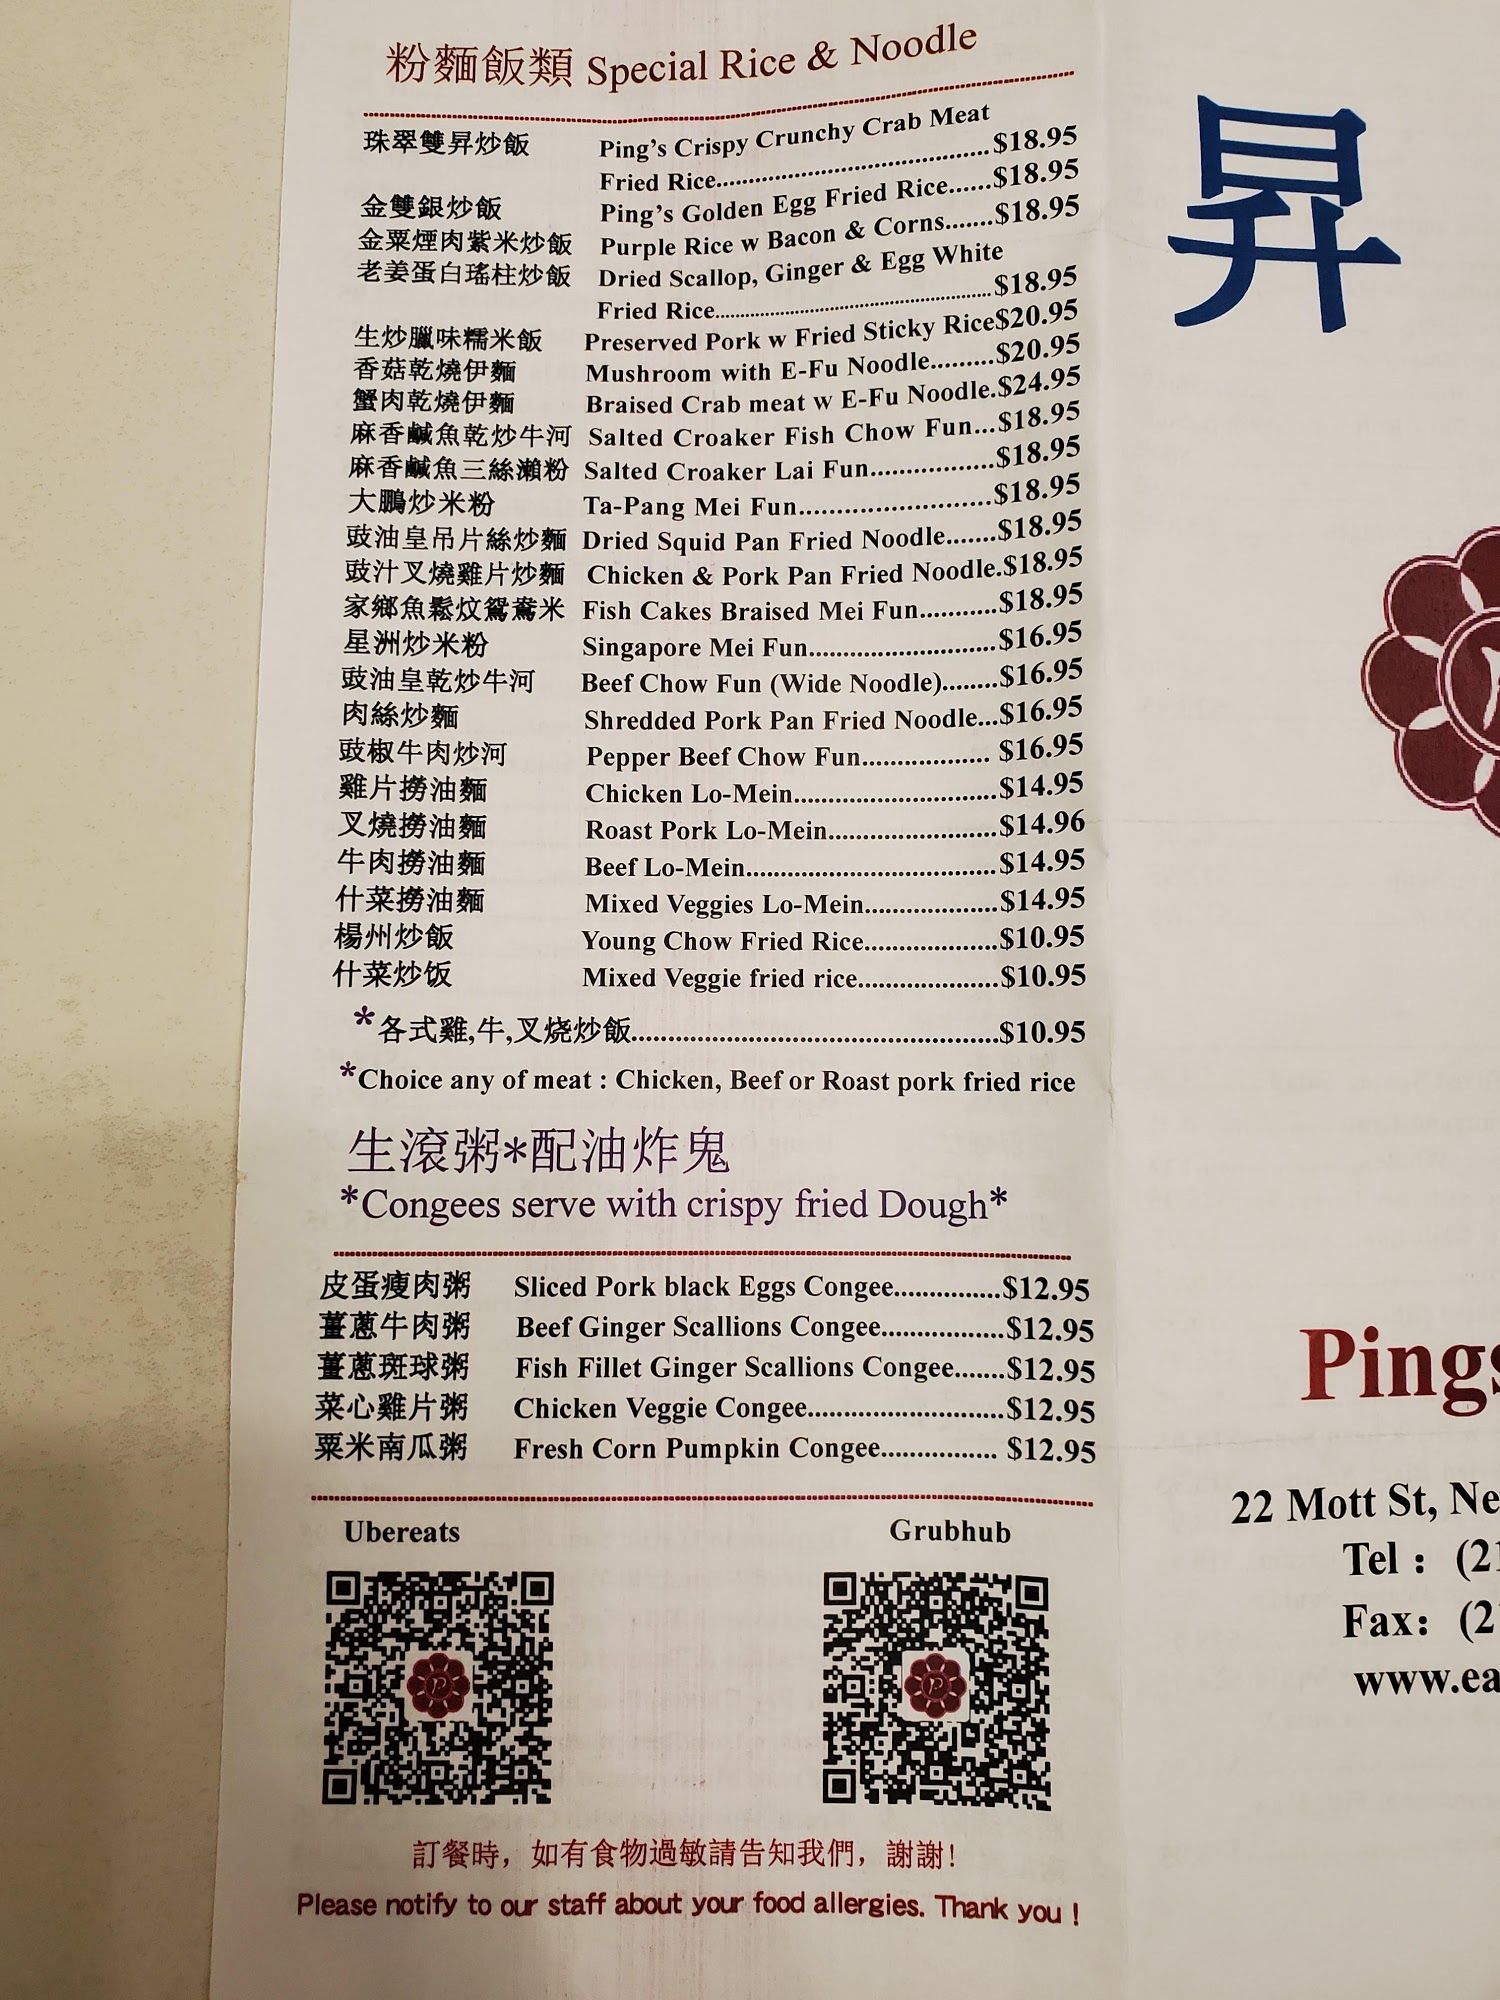 粉麵飯類 Special Rice & Noodle
珠翠雙昇炒飯 Ping's Crispy Crunchy Crab Meat
Fried Rice..........$18.95
金雙銀炒飯 Ping's Golden Egg Fried Rice......$18.95
金粟煙肉紫米炒飯 Purple Rice w Bacon & Corns.......$18.95
老姜蛋白瑤柱炒飯 Dried Scallop, Ginger & Egg White
Fried Rice..........$18.95
生炒臘味糯米飯 Preserved Pork w Fried Sticky Rice$20.95
香菇乾燒伊麵 Mushroom with E-Fu Noodle.........$20.95
蟹肉乾燒伊麵 Braised Crab meat w E-Fu Noodle.$24.95
麻香鹹魚乾炒牛河 Salted Croaker Fish Chow Fun...$18.95
麻香鹹魚三絲瀨粉 Salted Croaker Lai Fun..........$18.95
大鵬炒米粉 Ta-Pang Mei Fun..........$18.95
豉油皇吊片絲炒麵 Dried Squid Pan Fried Noodle.......$18.95
豉汁叉燒雞片炒麵 Chicken & Pork Pan Fried Noodle.$18.95
家鄉魚鬆炆鴛鴦米 Fish Cakes Braised Mei Fun..........$18.95
星洲炒米粉 Singapore Mei Fun..........$16.95
豉油皇乾炒牛河 Beef Chow Fun (Wide Noodle)........$16.95
肉絲炒麵 Shredded Pork Pan Fried Noodle...$16.95
豉椒牛肉炒河 Pepper Beef Chow Fun.......... $16.95
雞片撈油麵 Chicken Lo-Mein..........$14.95
叉燒撈油麵 Roast Pork Lo-Mein..........$14.96
牛肉撈油麵 Beef Lo-Mein..........$14.95
什菜撈油麵 Mixed Veggies Lo-Mein..........$14.95
楊州炒飯 Young Chow Fried Rice..........$10.95
什菜炒饭 Mixed Veggie fried rice..........$10.95
*各式雞,牛,叉烧炒飯..........$10.95
*Choice any of meat : Chicken, Beef or Roast pork fried rice
生滾粥*配油炸鬼
*Congees serve with crispy fried Dough*
皮蛋瘦肉粥 Sliced Pork black Eggs Congee..........$12.95
薑蔥牛肉粥 Beef Ginger Scallions Congee..........$12.95
薑蔥斑球粥 Fish Fillet Ginger Scallions Congee.......$12.95
菜心雞片粥 Chicken Veggie Congee..........$12.95
粟米南瓜粥 Fresh Corn Pumpkin Congee.......... $12.95
Ubereats Grubhub
P P
訂餐時，如有食物過敏請告知我們，謝謝!
Please notify to our staff about your food allergies. Thank you !
昇
Pings
22 Mott St, Ne
Tel : (21
Fax: (2
www.ea